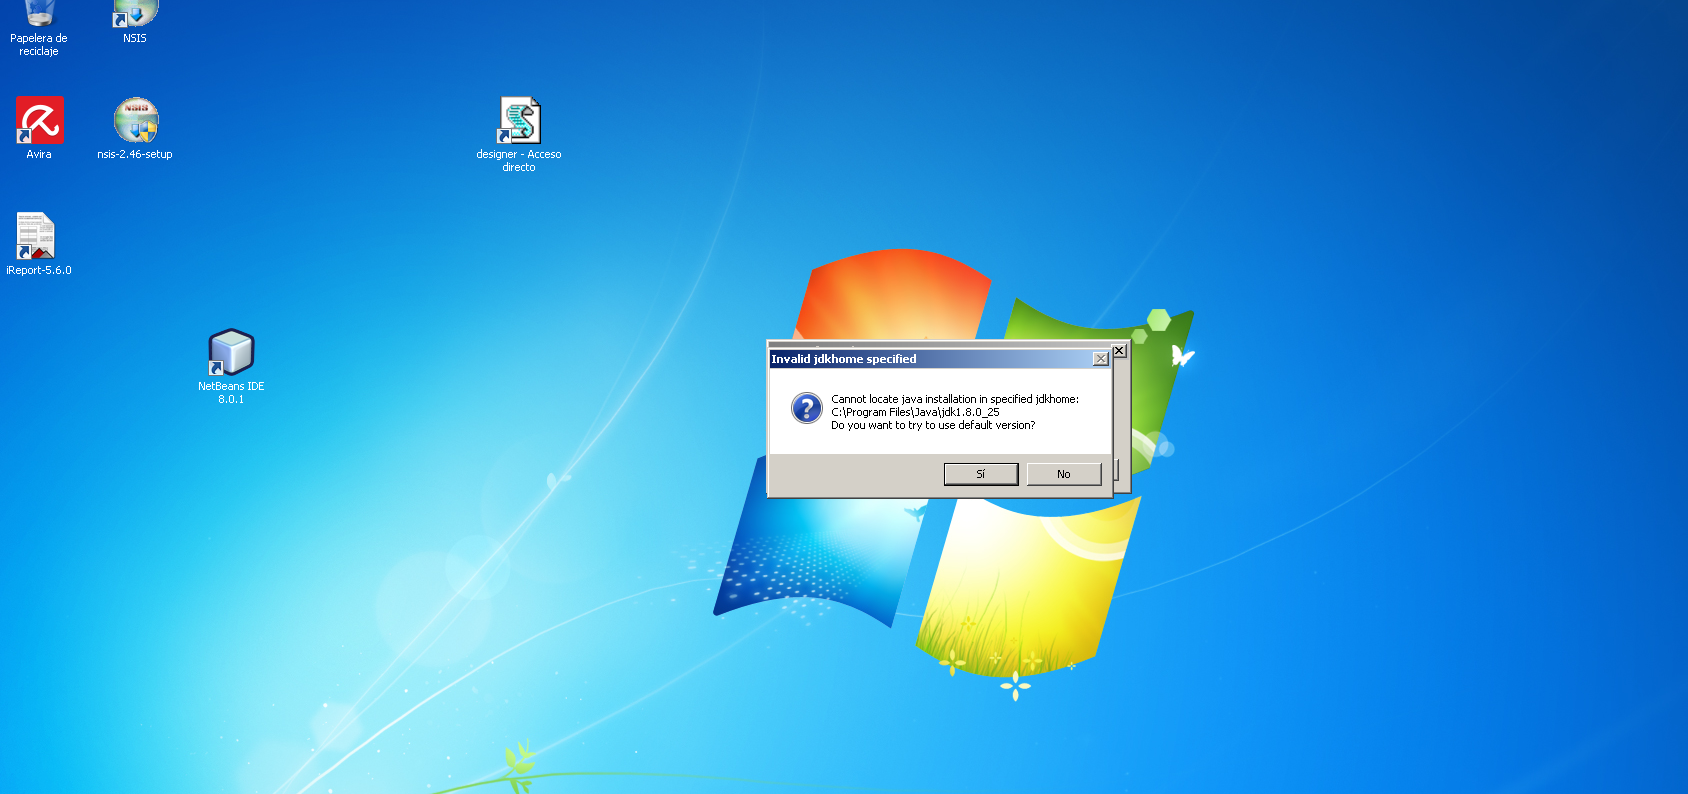 Papelera de
reciclaje
NSIS
Avira
NSIS
nsis-2.46-setup
designer - Acceso
directo
iReport-5.6.0
NetBeans IDE
8.0.1
Invalid jdkhome specified
Cannot locate java installation in specified jdkhome:
C:\Program Files\Java\jdk1.8.0_25
Do you want to try to use default version?
Sí
No